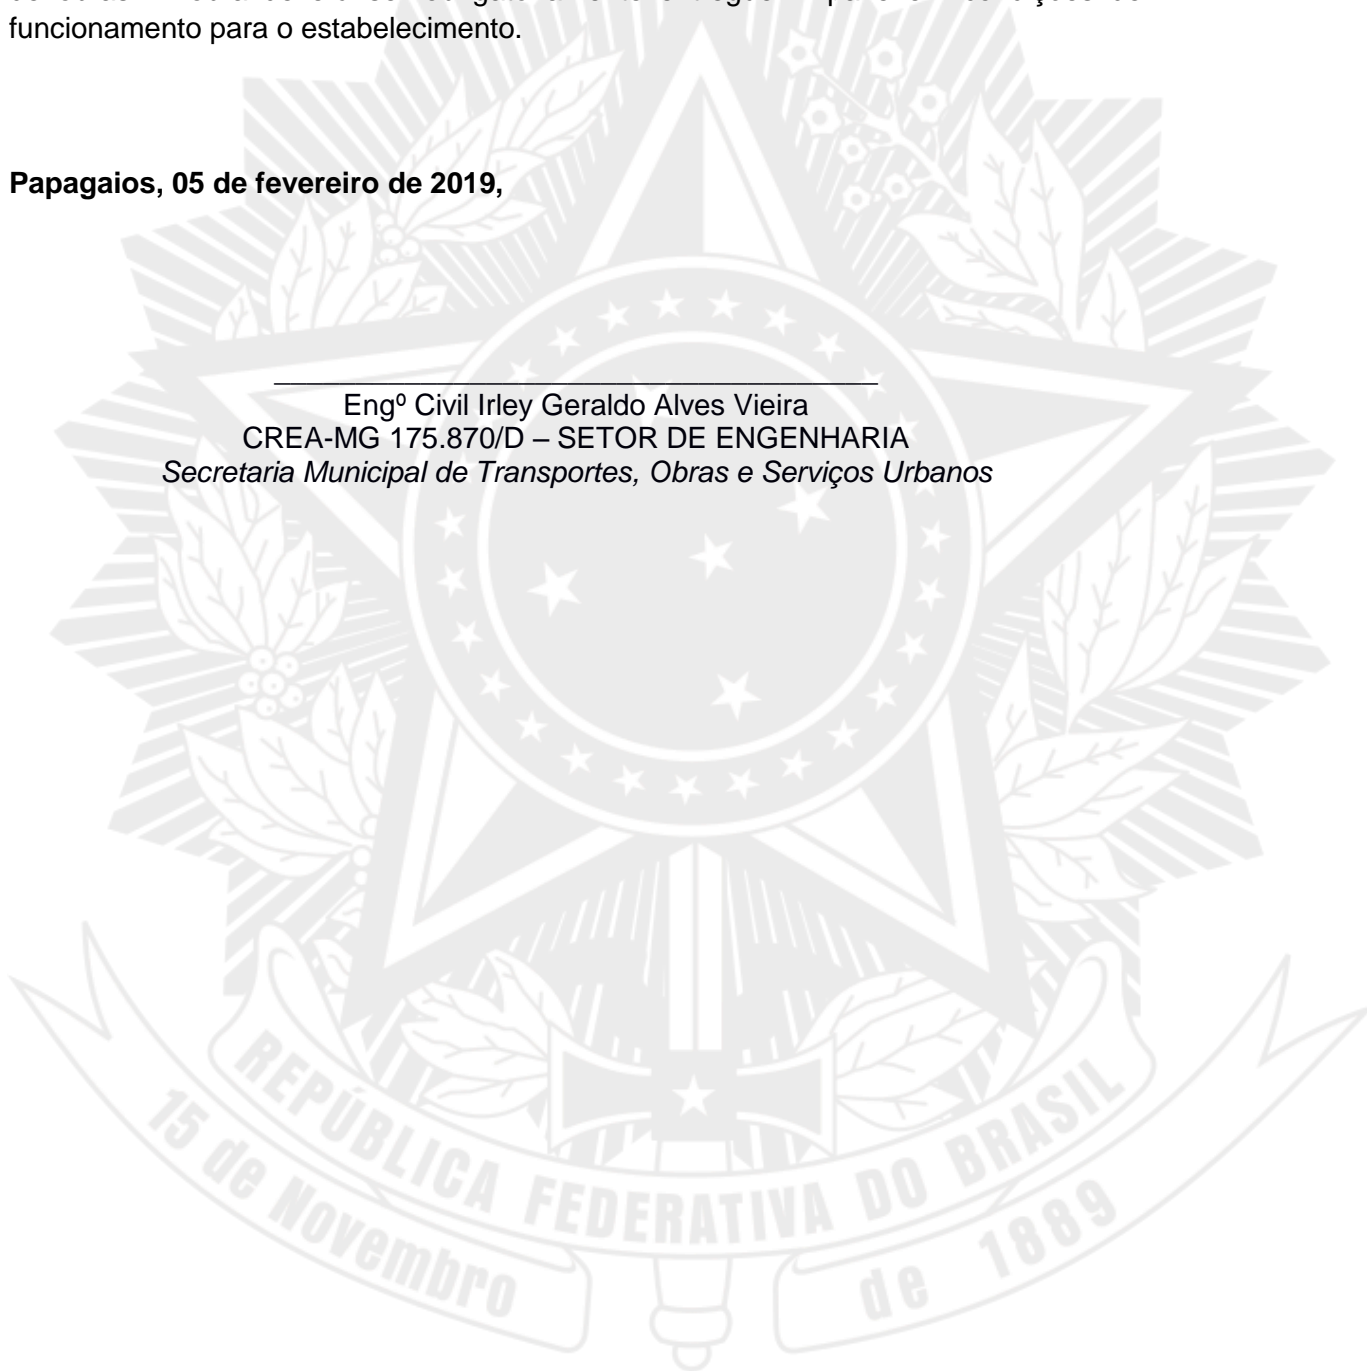 funcionamento para o estabelecimento.
Papagaios, 05 de fevereiro de 2019,
Engº Civil Irley Geraldo Alves Vieira
CREA-MG 175.870/D – SETOR DE ENGENHARIA
Secretaria Municipal de Transportes, Obras e Serviços Urbanos
REPÚBLICA FEDERATIVA DO BRASIL
15 de Novembro de 1889